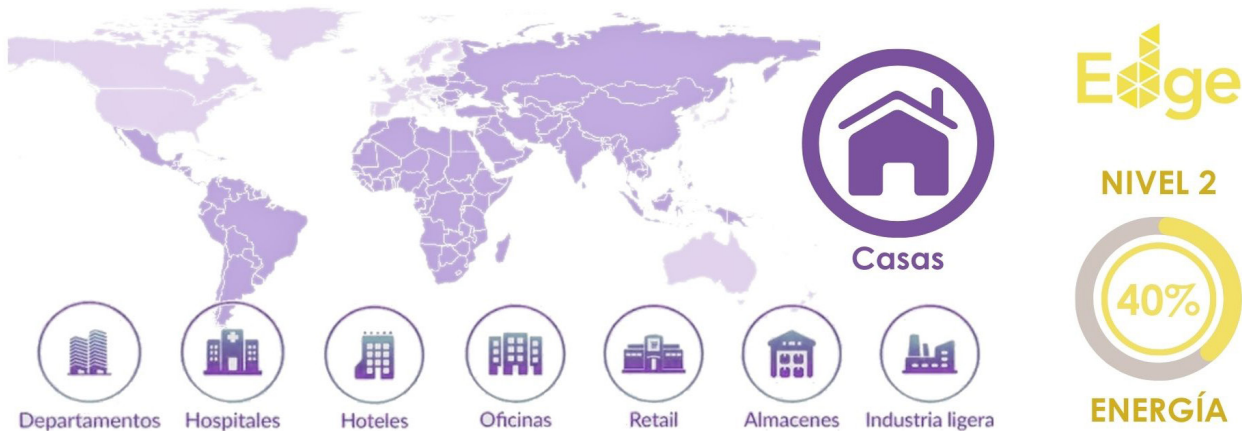 Edge
NIVEL 2
Casas
40%
ENERGÍA
Departamentos
Hospitales
Hoteles
Oficinas
Retail
Almacenes
Industria ligera